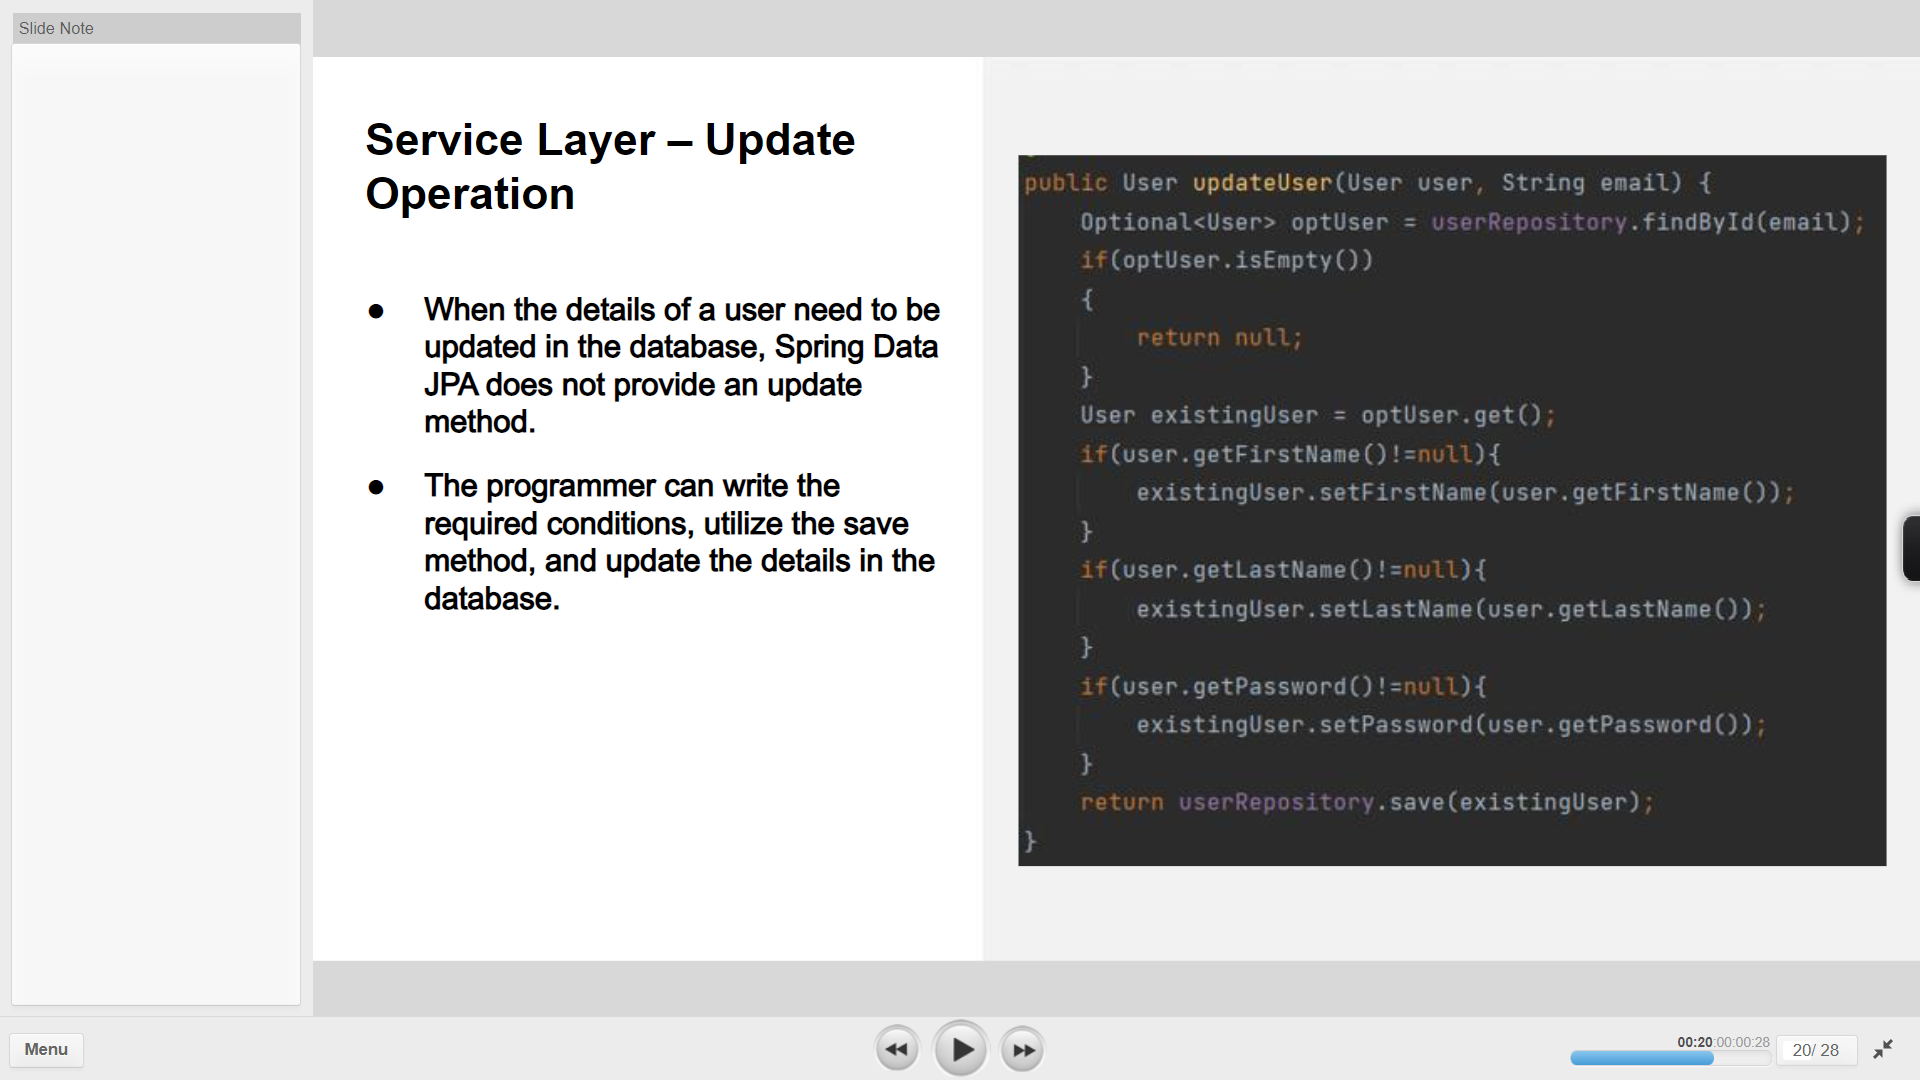 Slide Note
Service Layer – Update
Operation
● When the details of a user need to be
updated in the database, Spring Data
JPA does not provide an update
method.
● The programmer can write the
required conditions, utilize the save
method, and update the details in the
database.
public User updateUser(User user, String email) {
    Optional<User> optUser = userRepository.findById(email);
    if(optUser.isEmpty())
    {
        return null;
    }
    User existingUser = optUser.get();
    if(user.getFirstName()!=null){
        existingUser.setFirstName(user.getFirstName());
    }
    if(user.getLastName()!=null){
        existingUser.setLastName(user.getLastName());
    }
    if(user.getPassword()!=null){
        existingUser.setPassword(user.getPassword());
    }
    return userRepository.save(existingUser);
}
Menu
00:20:00:00:28
20/ 28